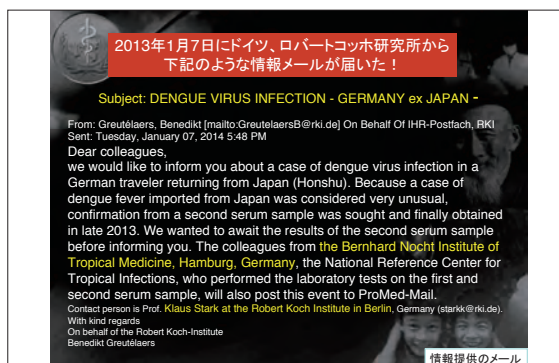 2013年1月7日にドイツ、ロバートコッホ研究所から
下記のような情報メールが届いた！
Subject: DENGUE VIRUS INFECTION - GERMANY ex JAPAN -
From: Greutélaers, Benedikt [mailto:GreutelaersB@rki.de] On Behalf Of IHR-Postfach, RKI
Sent: Tuesday, January 07, 2014 5:48 PM
Dear colleagues,
we would like to inform you about a case of dengue virus infection in a
German traveler returning from Japan (Honshu). Because a case of
dengue fever imported from Japan was considered very unusual,
confirmation from a second serum sample was sought and finally obtained
in late 2013. We wanted to await the results of the second serum sample
before informing you. The colleagues from the Bernhard Nocht Institute of
Tropical Medicine, Hamburg, Germany, the National Reference Center for
Tropical Infections, who performed the laboratory tests on the first and
second serum sample, will also post this event to ProMed-Mail.
Contact person is Prof. Klaus Stark at the Robert Koch Institute in Berlin, Germany (starkk@rki.de).
With kind regards
On behalf of the Robert Koch-Institute
Benedikt Greutélaers
情報提供のメール